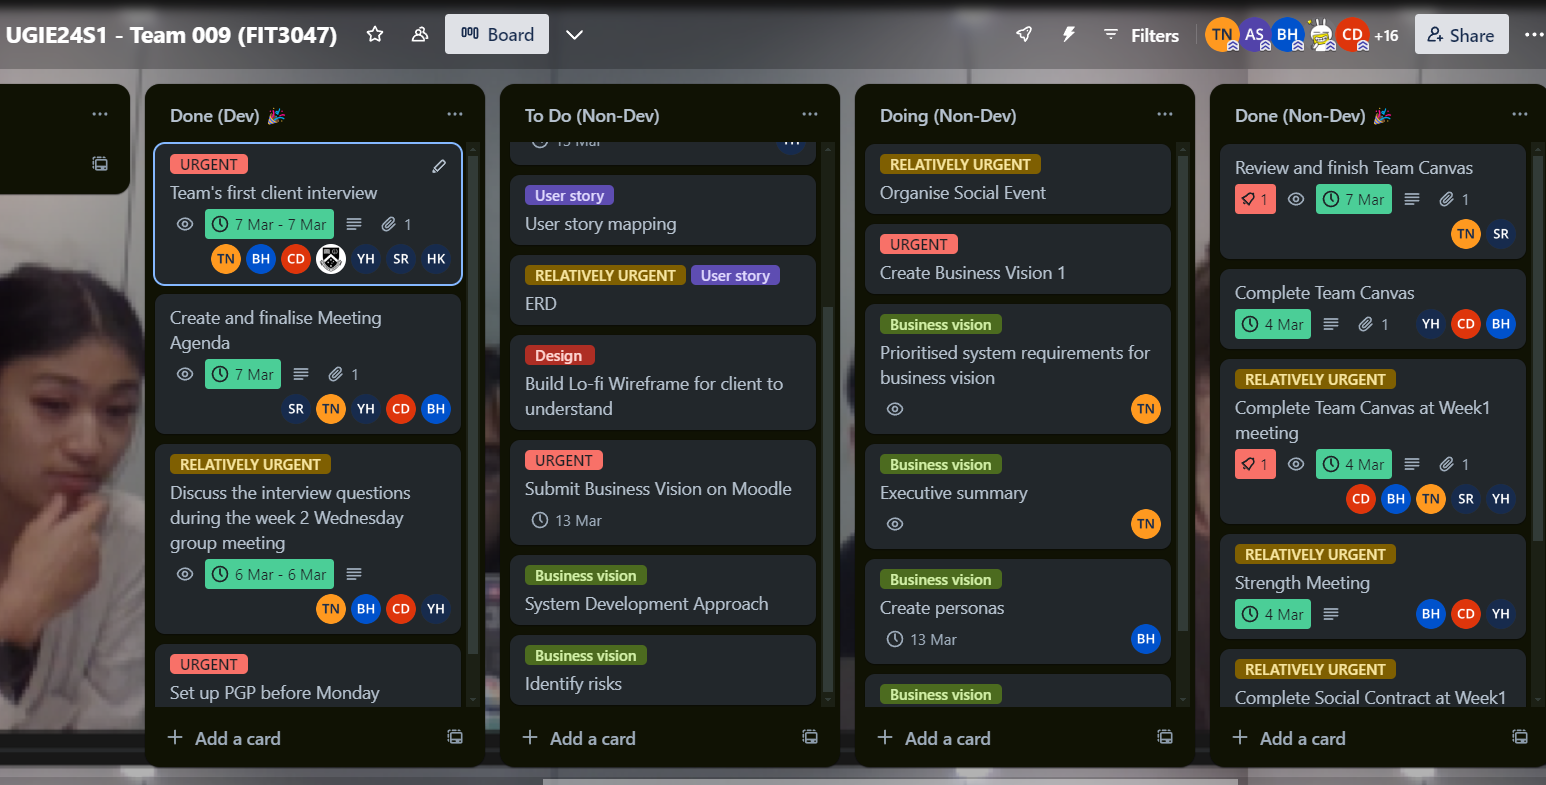 UGIE24S1 - Team 009 (FIT3047)
Board
Filters
TN
AS
BH
CD
+16
Share
Done (Dev)
URGENT
Team's first client interview
7 Mar - 7 Mar
1
TN BH CD YH SR HK
Create and finalise Meeting
Agenda
7 Mar
1
SR TN YH CD BH
RELATIVELY URGENT
Discuss the interview questions
during the week 2 Wednesday
group meeting
6 Mar - 6 Mar
TN BH CD YH
URGENT
Set up PGP before Monday
Add a card
To Do (Non-Dev)
13 Mar
YH
User story
User story mapping
RELATIVELY URGENT User story
ERD
Design
Build Lo-fi Wireframe for client to
understand
URGENT
Submit Business Vision on Moodle
13 Mar
Business vision
System Development Approach
Business vision
Identify risks
Add a card
Doing (Non-Dev)
RELATIVELY URGENT
Organise Social Event
URGENT
Create Business Vision 1
Business vision
Prioritised system requirements for
business vision
TN
Business vision
Executive summary
TN
Business vision
Create personas
13 Mar
BH
Business vision
Add a card
Done (Non-Dev)
Review and finish Team Canvas
1
7 Mar
1
TN SR
Complete Team Canvas
4 Mar
1
YH CD BH
RELATIVELY URGENT
Complete Team Canvas at Week1
meeting
1
4 Mar
1
CD BH TN SR YH
RELATIVELY URGENT
Strength Meeting
4 Mar
BH CD YH
RELATIVELY URGENT
Complete Social Contract at Week1
Add a card